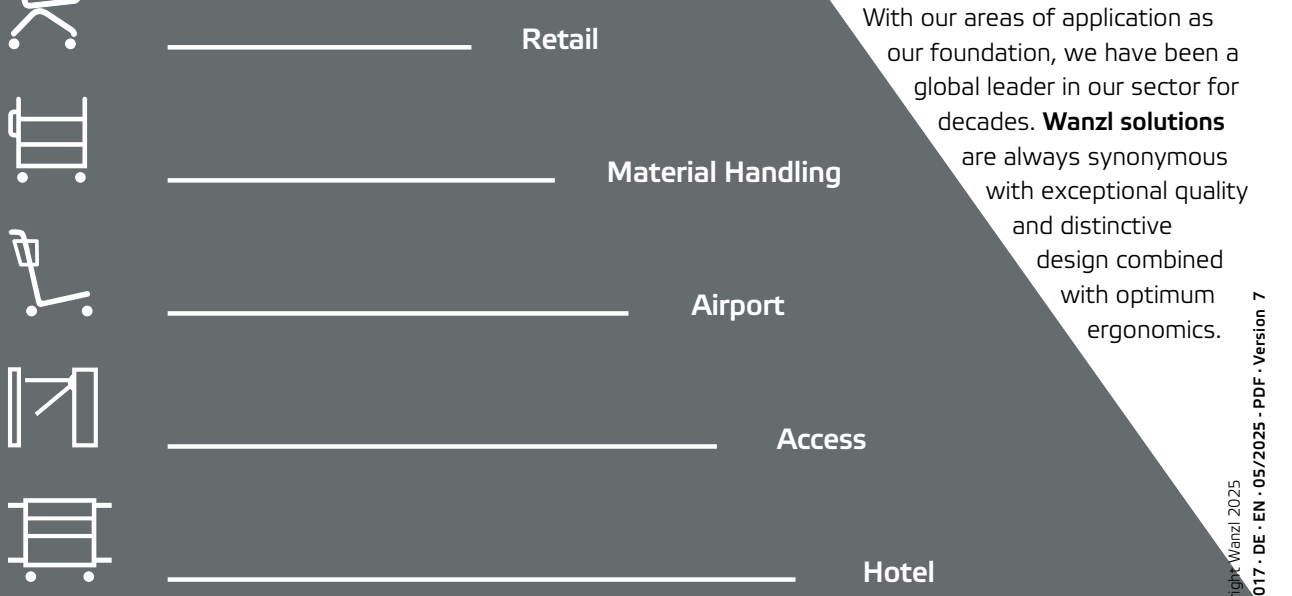 Retail
Material Handling
Airport
Access
Hotel
With our areas of application as
our foundation, we have been a
global leader in our sector for
decades. Wanzl solutions
are always synonymous
with exceptional quality
and distinctive
design combined
with optimum
ergonomics.
Wanzl 2025
017 · DE · EN · 05/2025 - PDF · Version 7